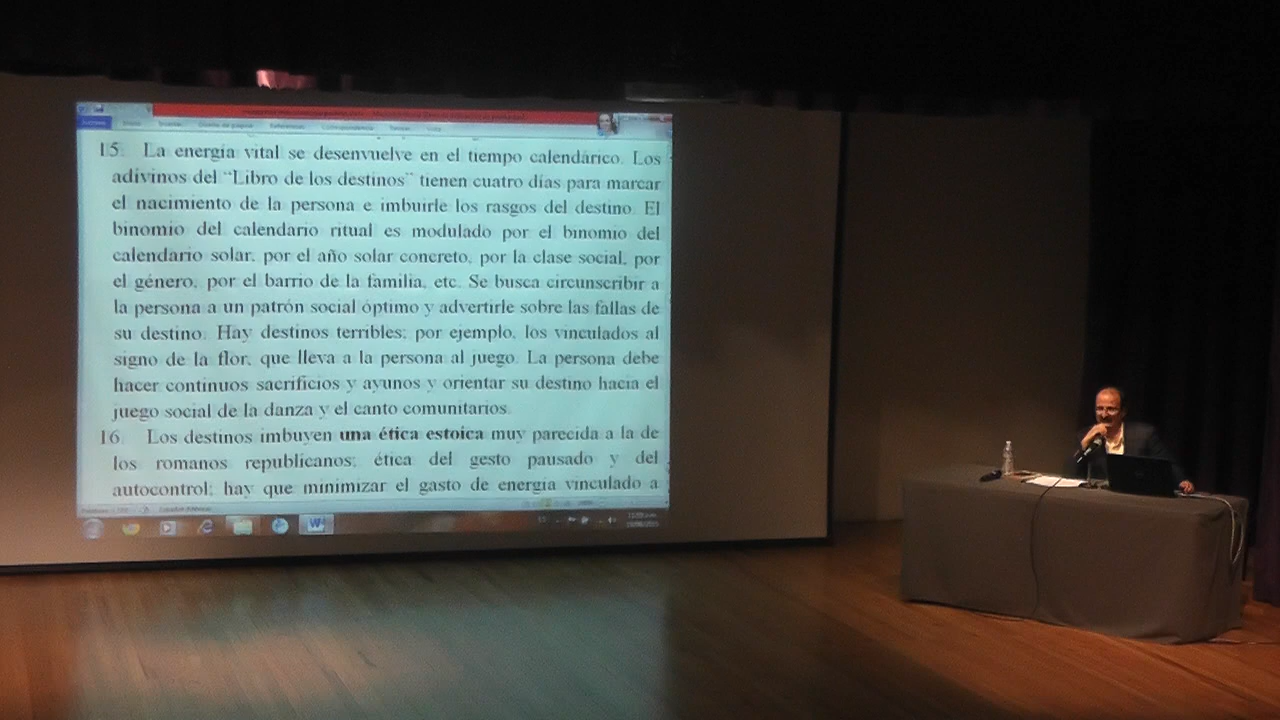 15. La energía vital se desenvuelve en el tiempo calendárico. Los
adivinos del “Libro de los destinos” tienen cuatro días para marcar
el nacimiento de la persona e imbuirle los rasgos del destino. El
binomio del calendario ritual es modulado por el binomio del
calendario solar, por el año solar concreto, por la clase social, por
el género, por el barrio de la familia, etc. Se busca circunscribir a
la persona a un patrón social óptimo y advertirle sobre las fallas de
su destino. Hay destinos terribles; por ejemplo, los vinculados al
signo de la flor, que lleva a la persona al juego. La persona debe
hacer continuos sacrificios y ayunos y orientar su destino hacia el
juego social de la danza y el canto comunitarios.
16. Los destinos imbuyen una ética estoica muy parecida a la de
los romanos republicanos; ética del gesto pausado y del
autocontrol; hay que minimizar el gasto de energía vinculado a